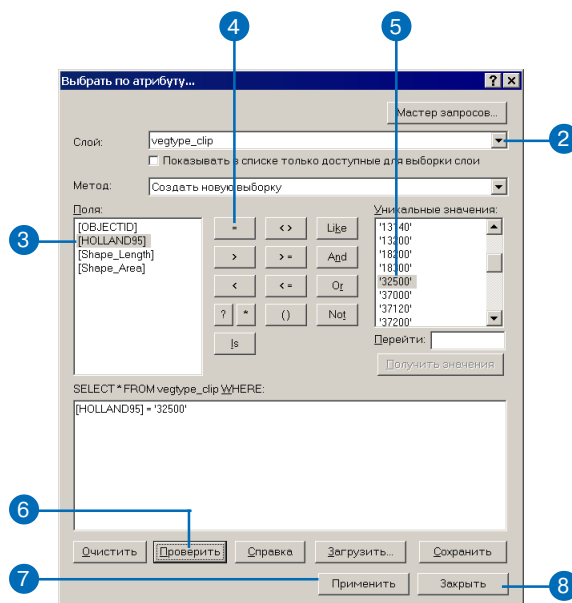 4
5
Выбрать по атрибуту...
? ×
Мастер запросов...
Слой:
vegtype_clip
2
Показывать в списке только доступные для выборки слои
Метод:
Создать новую выборку
Поля:
Уникальные значения:
3
[OBJECTID]
[HOLLAND95]
[Shape_Length]
[Shape_Area]
= <> Like
> >= And
< <= Or
? * () Not
Is
'13140'
'13200'
'18200'
'18300'
'32500'
'37000'
'37120'
'37200'
Перейти:
Получить значения
SELECT * FROM vegtype_clip WHERE:
[HOLLAND95] = '32500'
6
Очистить Проверить Справка Загрузить... Сохранить
7
Применить Закрыть
8